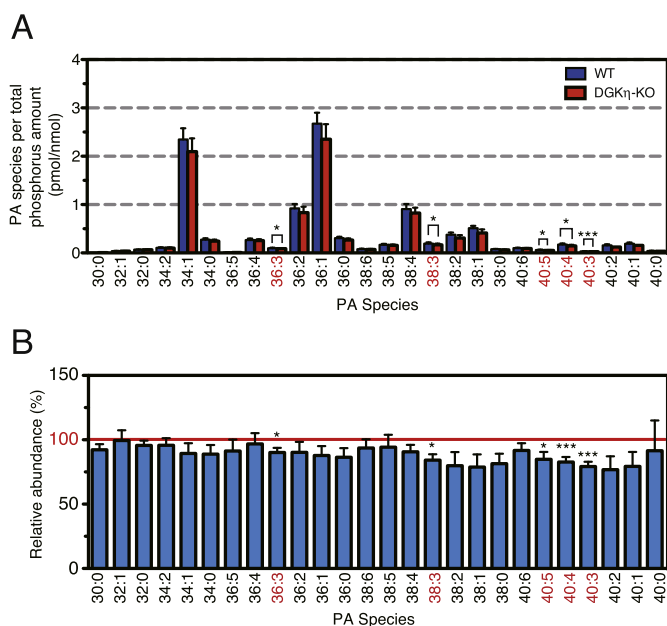 A
PA species per total
phosphorus amount
(pmol/nmol)
4
3
2
1
0
WT
DGKη-KO
* * * * ***
30:0 32:1 32:0 34:2 34:1 34:0 36:5 36:4 36:3 36:2 36:1 36:0 38:6 38:5 38:4 38:3 38:2 38:1 38:0 40:6 40:5 40:4 40:3 40:2 40:1 40:0
PA Species
B
Relative abundance (%)
150
100
50
0
* * * *** ***
30:0 32:1 32:0 34:2 34:1 34:0 36:5 36:4 36:3 36:2 36:1 36:0 38:6 38:5 38:4 38:3 38:2 38:1 38:0 40:6 40:5 40:4 40:3 40:2 40:1 40:0
PA Species